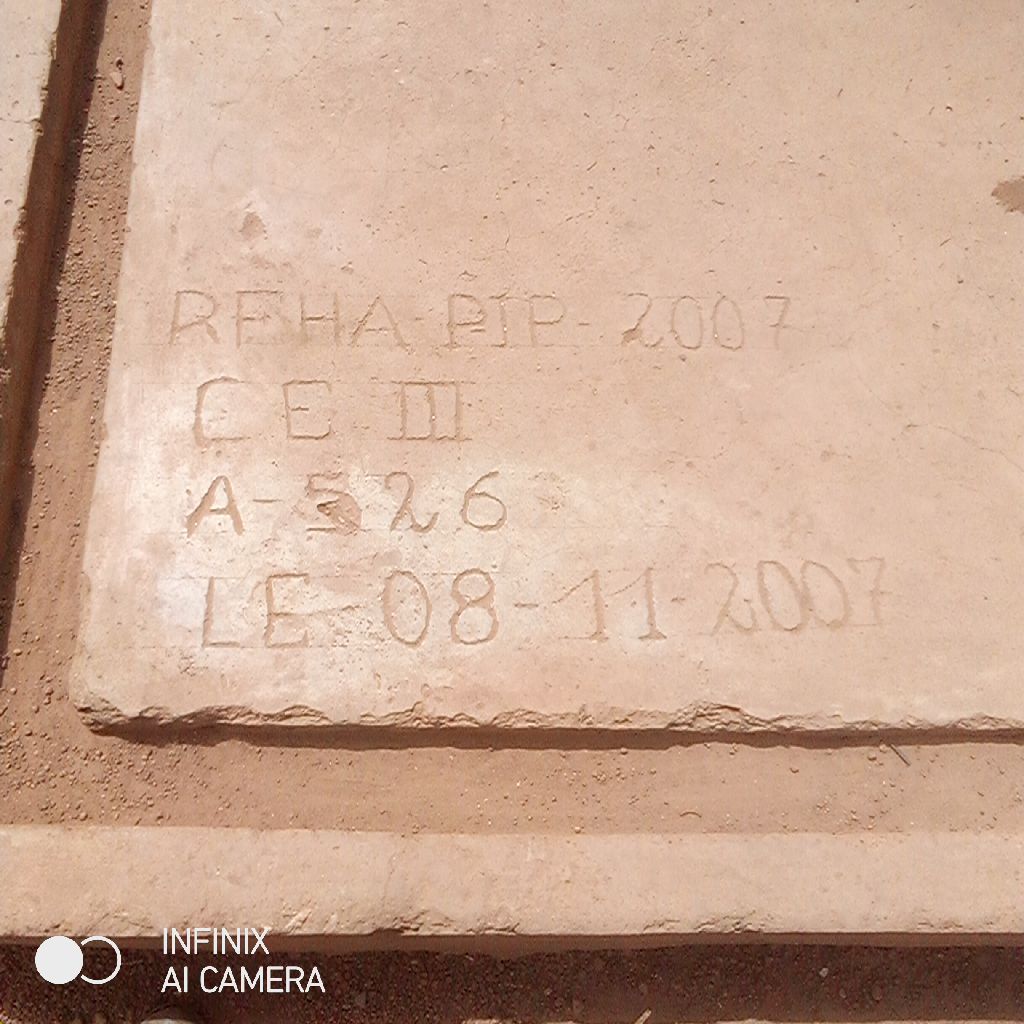 REHA-PIP-2007
CE III
A-526
LE 08-11-2007
INFINIX
AI CAMERA